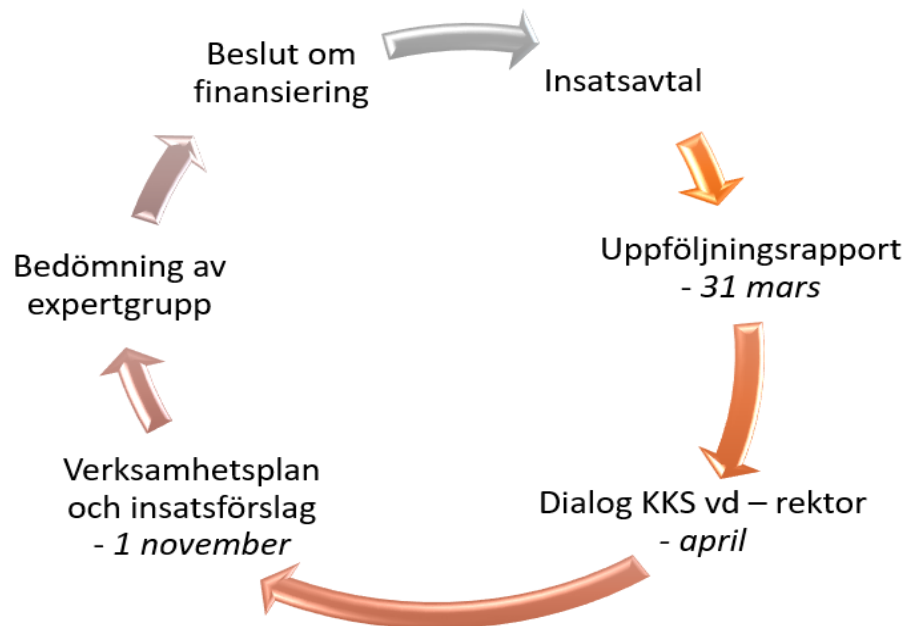 Beslut om
finansiering
Insatsavtal
Uppföljningsrapport
- 31 mars
Dialog KKS vd – rektor
- april
Verksamhetsplan
och insatsförslag
- 1 november
Bedömning av
expertgrupp